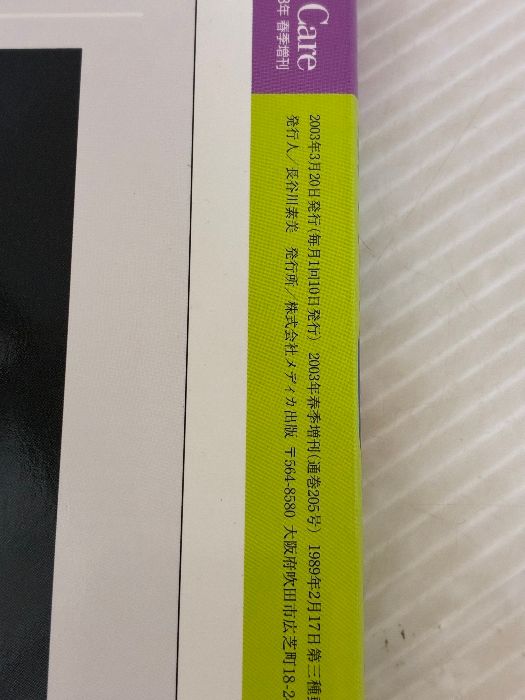 Care
3年 春季増刊
2003年3月20日発行(毎月1回10日発行) 2003年春季増刊(通巻205号) 1989年2月17日第三種
発行人/長谷川素美 発行所/株式会社メディカ出版 〒564-8580 大阪府吹田市広芝町18-2